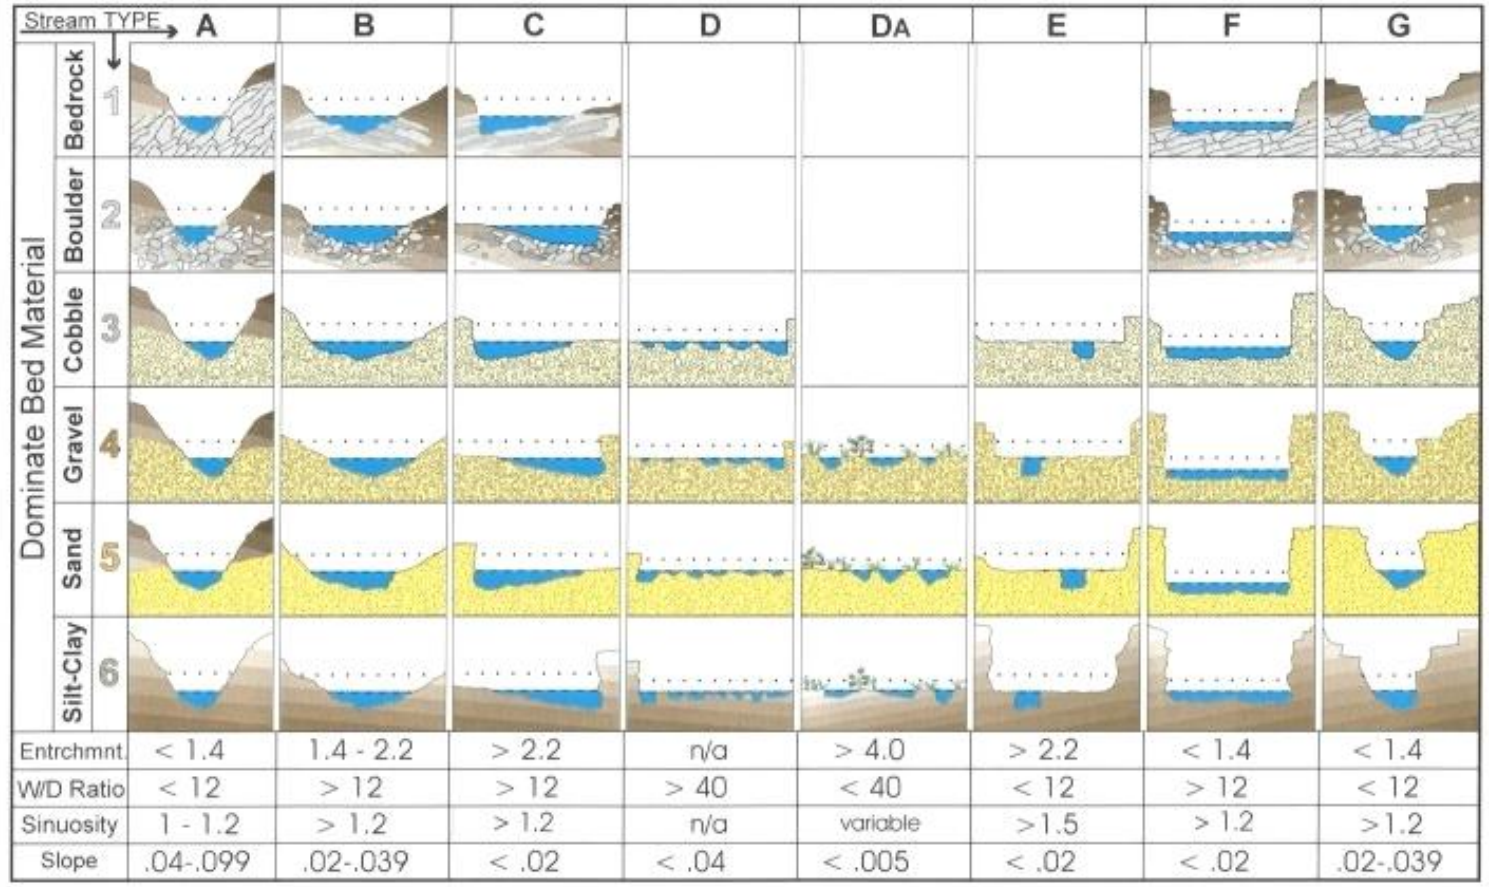 Stream TYPE A B C D DA E F G
Dominate Bed Material
Bedrock 1
Boulder 2
Cobble 3
Gravel 4
Sand 5
Silt-Clay 6
Entrchmnt. < 1.4 1.4 - 2.2 > 2.2 n/a > 4.0 > 2.2 < 1.4 < 1.4
W/D Ratio < 12 > 12 > 12 > 40 < 40 < 12 > 12 < 12
Sinuosity 1 - 1.2 > 1.2 > 1.2 n/a variable >1.5 > 1.2 >1.2
Slope .04-.099 .02-.039 < .02 < .04 < .005 < .02 < .02 .02-.039